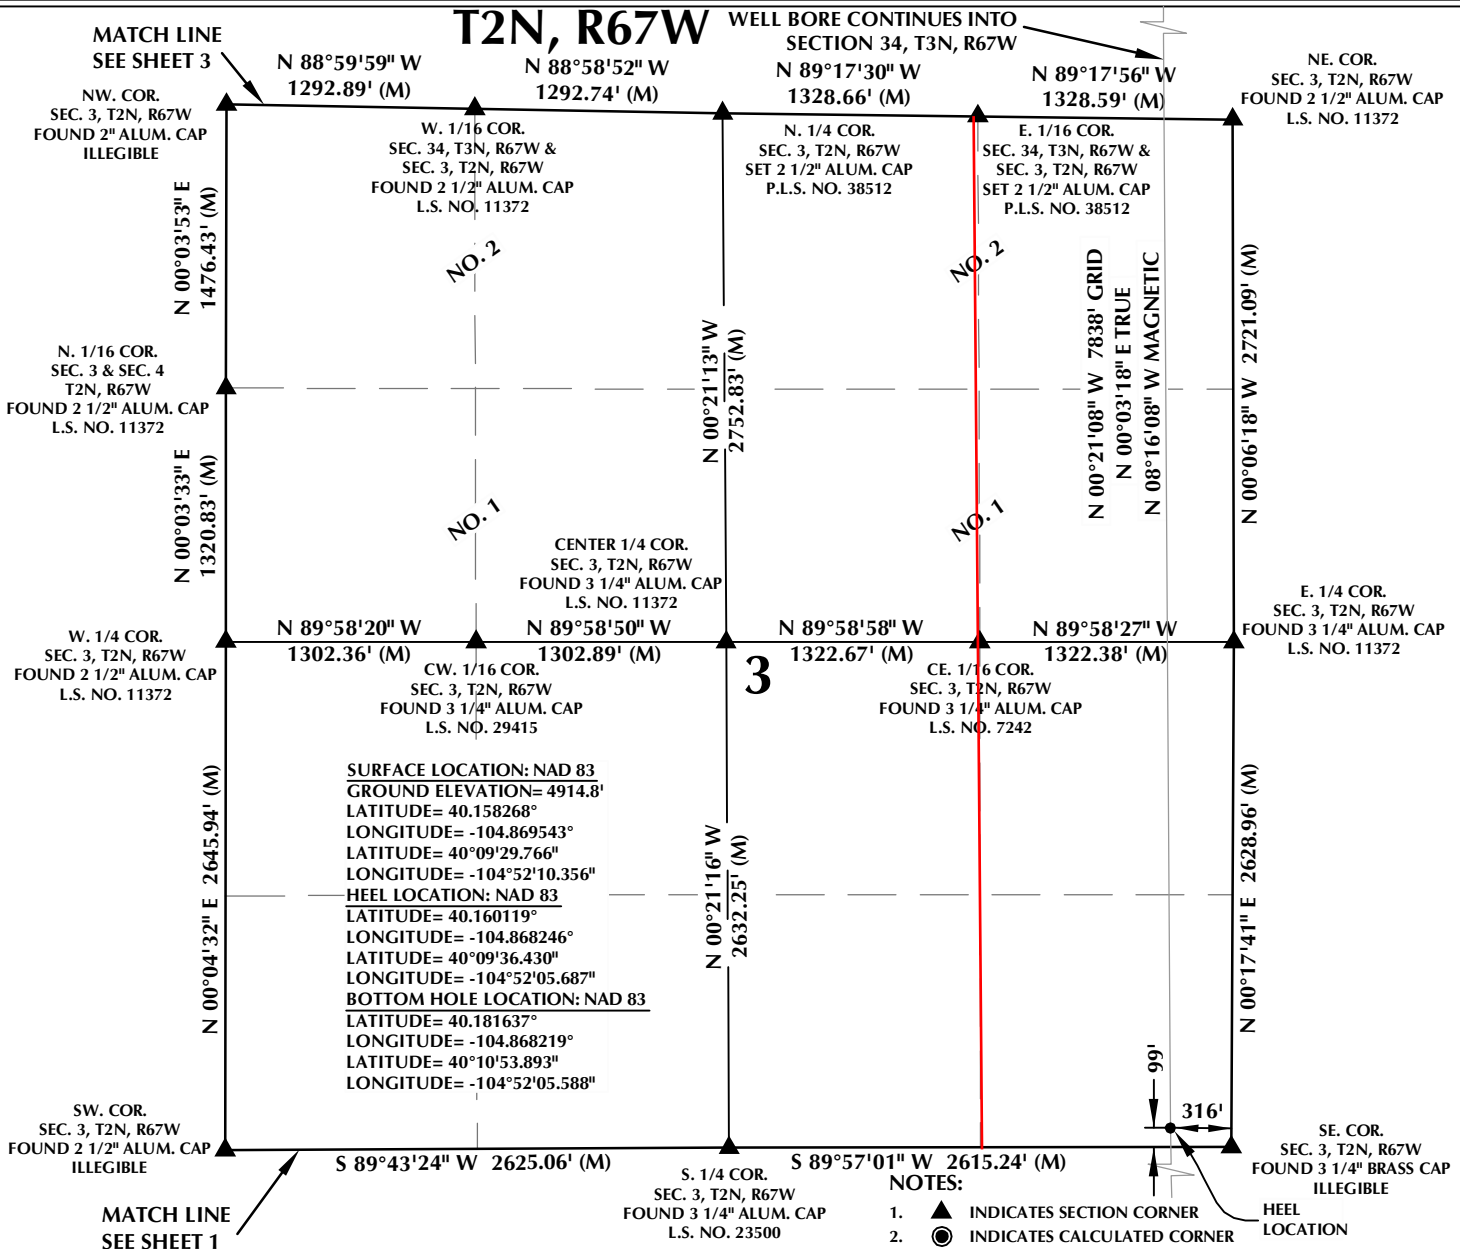 T2N, R67W
MATCH LINE
SEE SHEET 3
WELL BORE CONTINUES INTO
SECTION 34, T3N, R67W
N 88°59'59" W
1292.89' (M)
N 88°58'52" W
1292.74' (M)
N 89°17'30" W
1328.66' (M)
N 89°17'56" W
1328.59' (M)
NE. COR.
SEC. 3, T2N, R67W
FOUND 2 1/2" ALUM. CAP
L.S. NO. 11372
NW. COR.
SEC. 3, T2N, R67W
FOUND 2" ALUM. CAP
ILLEGIBLE
W. 1/16 COR.
SEC. 34, T3N, R67W &
SEC. 3, T2N, R67W
FOUND 2 1/2" ALUM. CAP
L.S. NO. 11372
N. 1/4 COR.
SEC. 3, T2N, R67W
SET 2 1/2" ALUM. CAP
P.L.S. NO. 38512
E. 1/16 COR.
SEC. 34, T3N, R67W &
SEC. 3, T2N, R67W
SET 2 1/2" ALUM. CAP
P.L.S. NO. 38512
N 00°03'53" E
1476.43' (M)
NO. 2
NO. 2
N 00°21'08" W 7838' GRID
N 00°03'18" E TRUE
N 08°16'08" W MAGNETIC
N 00°06'18" W 2721.09' (M)
N. 1/16 COR.
SEC. 3 & SEC. 4
T2N, R67W
FOUND 2 1/2" ALUM. CAP
L.S. NO. 11372
N 00°21'13" W
2752.83' (M)
N 00°03'33" E
1320.83' (M)
NO. 1
NO. 1
CENTER 1/4 COR.
SEC. 3, T2N, R67W
FOUND 3 1/4" ALUM. CAP
L.S. NO. 11372
E. 1/4 COR.
SEC. 3, T2N, R67W
FOUND 3 1/4" ALUM. CAP
L.S. NO. 11372
W. 1/4 COR.
SEC. 3, T2N, R67W
FOUND 2 1/2" ALUM. CAP
L.S. NO. 11372
N 89°58'20" W
1302.36' (M)
N 89°58'50" W
1302.89' (M)
N 89°58'58" W
1322.67' (M)
N 89°58'27" W
1322.38' (M)
3
CW. 1/16 COR.
SEC. 3, T2N, R67W
FOUND 3 1/4" ALUM. CAP
L.S. NO. 29415
CE. 1/16 COR.
SEC. 3, T2N, R67W
FOUND 3 1/4" ALUM. CAP
L.S. NO. 7242
SURFACE LOCATION: NAD 83
GROUND ELEVATION= 4914.8'
LATITUDE= 40.158268°
LONGITUDE= -104.869543°
LATITUDE= 40°09'29.766"
LONGITUDE= -104°52'10.356"
HEEL LOCATION: NAD 83
LATITUDE= 40.160119°
LONGITUDE= -104.868246°
LATITUDE= 40°09'36.430"
LONGITUDE= -104°52'05.687"
BOTTOM HOLE LOCATION: NAD 83
LATITUDE= 40.181637°
LONGITUDE= -104.868219°
LATITUDE= 40°10'53.893"
LONGITUDE= -104°52'05.588"
N 00°04'32" E 2645.94' (M)
N 00°21'16" W
2632.25' (M)
N 00°17'41" E 2628.96' (M)
99'
316'
SW. COR.
SEC. 3, T2N, R67W
FOUND 2 1/2" ALUM. CAP
ILLEGIBLE
S 89°43'24" W 2625.06' (M)
S 89°57'01" W 2615.24' (M)
SE. COR.
SEC. 3, T2N, R67W
FOUND 3 1/4" BRASS CAP
ILLEGIBLE
S. 1/4 COR.
SEC. 3, T2N, R67W
FOUND 3 1/4" ALUM. CAP
L.S. NO. 23500
MATCH LINE
SEE SHEET 1
NOTES:
1. INDICATES SECTION CORNER
2. INDICATES CALCULATED CORNER
HEEL
LOCATION